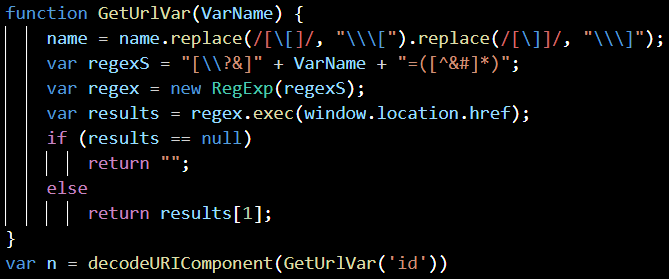 function GetUrlVar(VarName) {
name = name.replace(/[\[]/, "\\\[").replace(/[\]]/, "\\\]");
var regexS = "[\\?&]" + VarName + "=([^&#]*)";
var regex = new RegExp(regexS);
var results = regex.exec(window.location.href);
if (results == null)
return "";
else
return results[1];
}
var n = decodeURIComponent(GetUrlVar('id'))